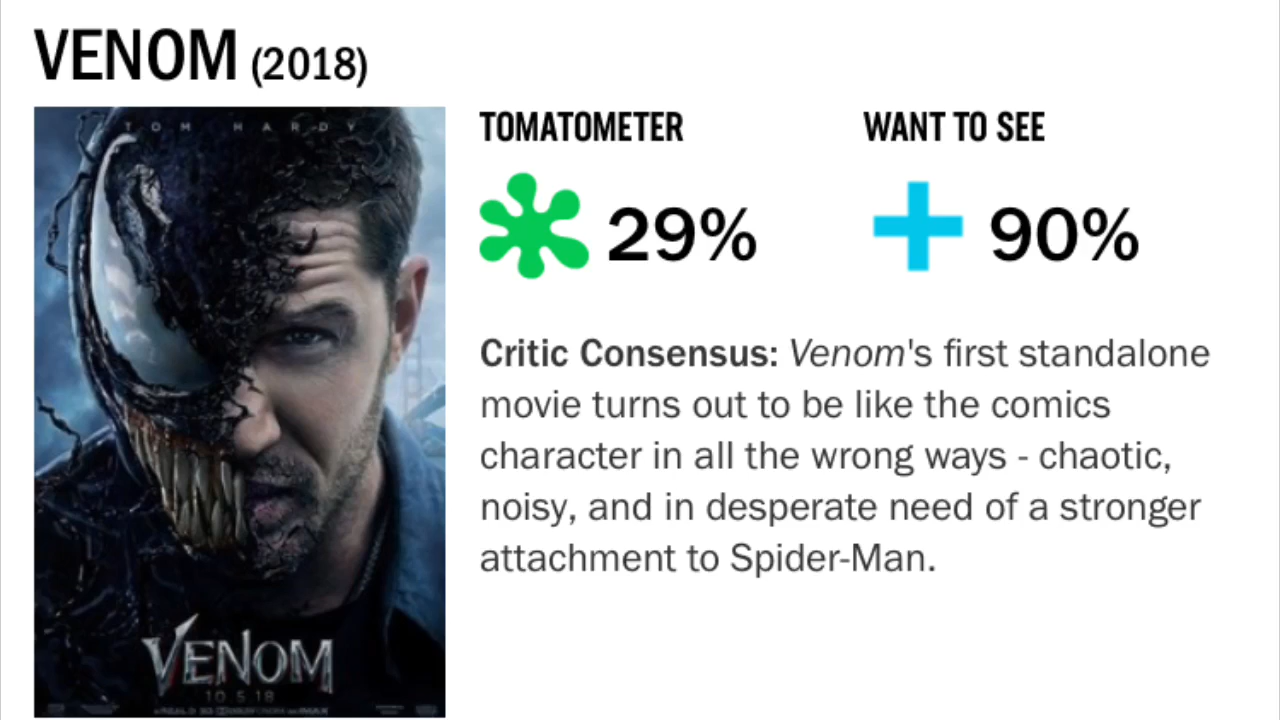 VENOM (2018)
TOM HARDY
VENOM
10.5.18
TOMATOMETER
29%
WANT TO SEE
90%
Critic Consensus: Venom's first standalone
movie turns out to be like the comics
character in all the wrong ways - chaotic,
noisy, and in desperate need of a stronger
attachment to Spider-Man.